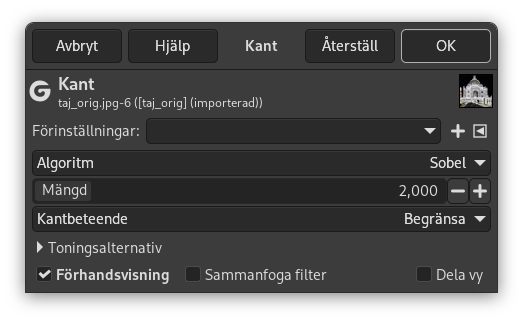 Avbryt Hjälp Kant Återställ OK
Kant
taj_orig.jpg-6 ([taj_orig] (importerad))
Förinställningar:
Algoritm Sobel
Mängd 2,000
Kantbeteende Begränsa
Toningsalternativ
Förhandsvisning Sammanfoga filter Dela vy